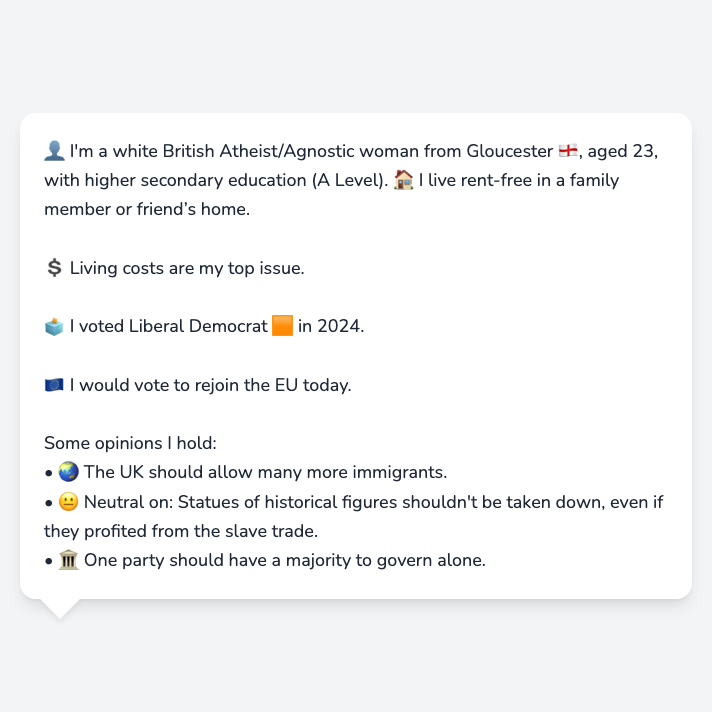 👤 I'm a white British Atheist/Agnostic woman from Gloucester 🏴󠁧󠁢󠁥󠁮󠁧󠁿, aged 23,
with higher secondary education (A Level). 🏠 I live rent-free in a family
member or friend’s home.
💲 Living costs are my top issue.
🗳️ I voted Liberal Democrat 🟧 in 2024.
🇪🇺 I would vote to rejoin the EU today.
Some opinions I hold:
• 🌏 The UK should allow many more immigrants.
• 😐 Neutral on: Statues of historical figures shouldn't be taken down, even if
they profited from the slave trade.
• 🏛️ One party should have a majority to govern alone.